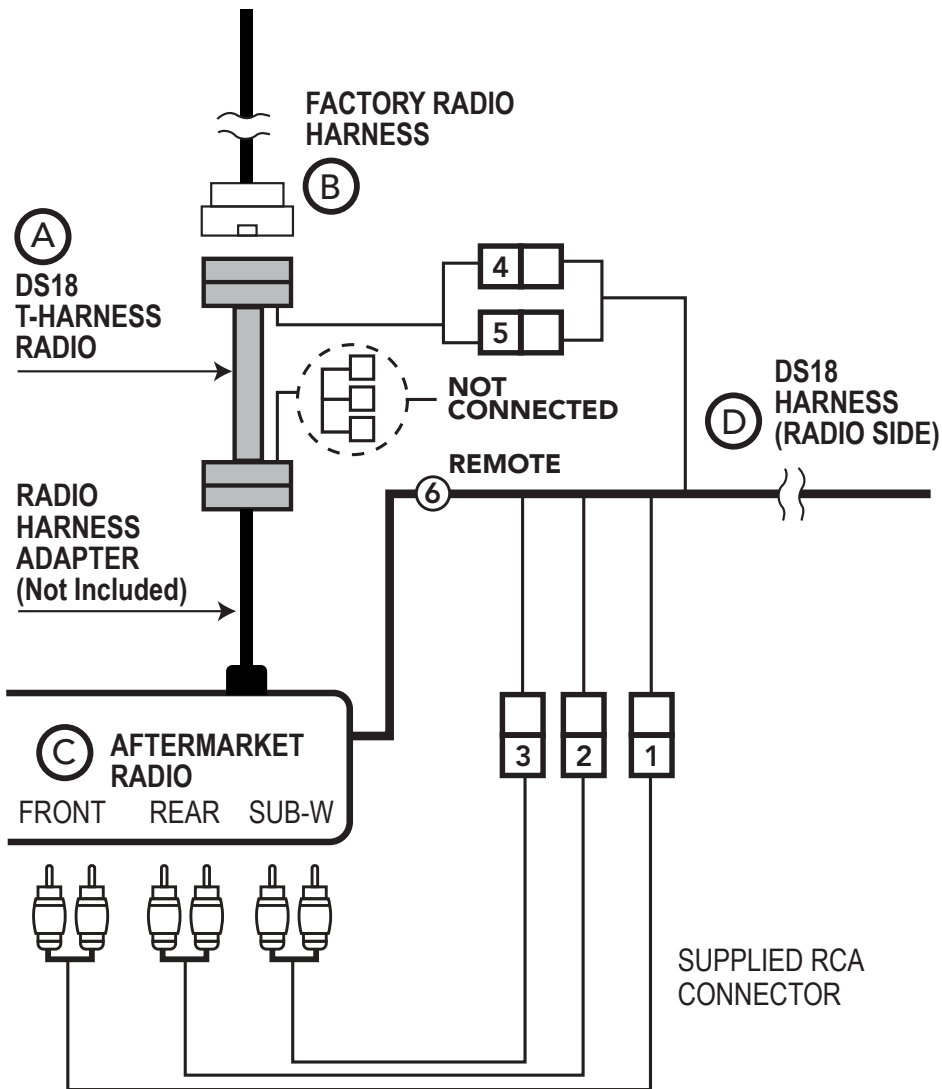 FACTORY RADIO
HARNESS
B
A
DS18
T-HARNESS
RADIO
4
5
NOT
CONNECTED
DS18
HARNESS
(RADIO SIDE)
D
REMOTE
6
RADIO
HARNESS
ADAPTER
(Not Included)
3
2
1
C
AFTERMARKET
RADIO
FRONT
REAR
SUB-W
SUPPLIED RCA
CONNECTOR